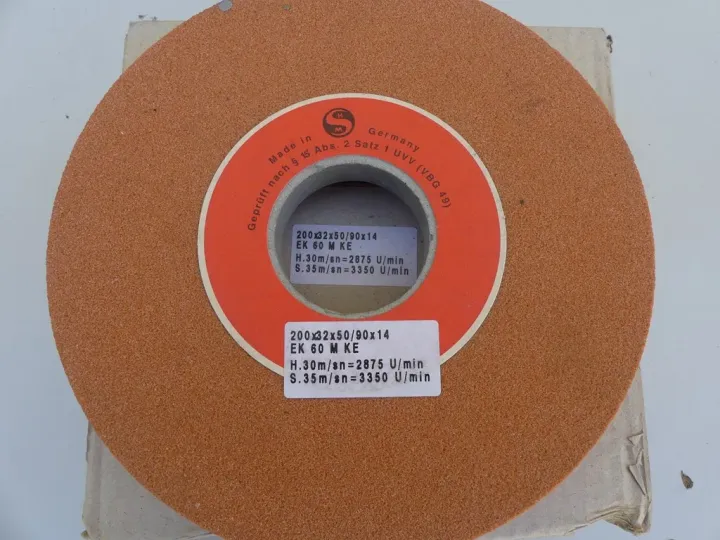 Made in Germany
Geprüft nach § 15 Abs. 2 Satz 1 UVV (VBG 49)
200x32x50/90x14
EK 60 M KE
H.30m/sn=2875 U/min
S.35m/sn=3350 U/min
200x32x50/90x14
EK 60 M KE
H.30m/sn=2875 U/min
S.35m/sn=3350 U/min